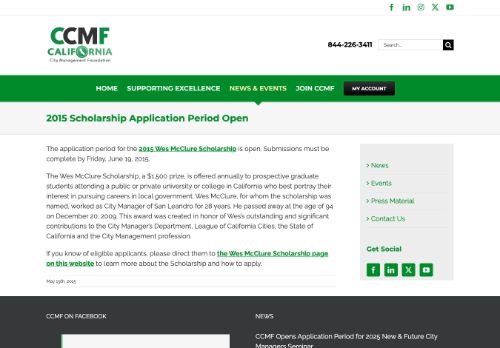 CCMF
CALIFORNIA
City Management Foundation
844-226-3411
Search...
HOME SUPPORTING EXCELLENCE NEWS & EVENTS JOIN CCMF MY ACCOUNT
2015 Scholarship Application Period Open
The application period for the 2015 Wes McClure Scholarship is open. Submissions must be
complete by Friday, June 19, 2015.
The Wes McClure Scholarship, a $1,500 prize, is offered annually to prospective graduate
students attending a public or private university or college in California who best portray their
interest in pursuing careers in local government. Wes McClure, for whom the scholarship was
named, worked as City Manager of San Leandro for 28 years. He passed away at the age of 94
on December 20, 2009. This award was created in honor of Wes's outstanding and significant
contributions to the City Manager's Department, League of California Cities, the State of
California and the City Management profession.
If you know of eligible applicants, please direct them to the Wes McClure Scholarship page
on this website to learn more about the Scholarship and how to apply.
May 19th, 2015
> News
> Events
> Press Material
> Contact Us
Get Social
CCMF ON FACEBOOK
NEWS
CCMF Opens Application Period for 2025 New & Future City
Managers Seminar